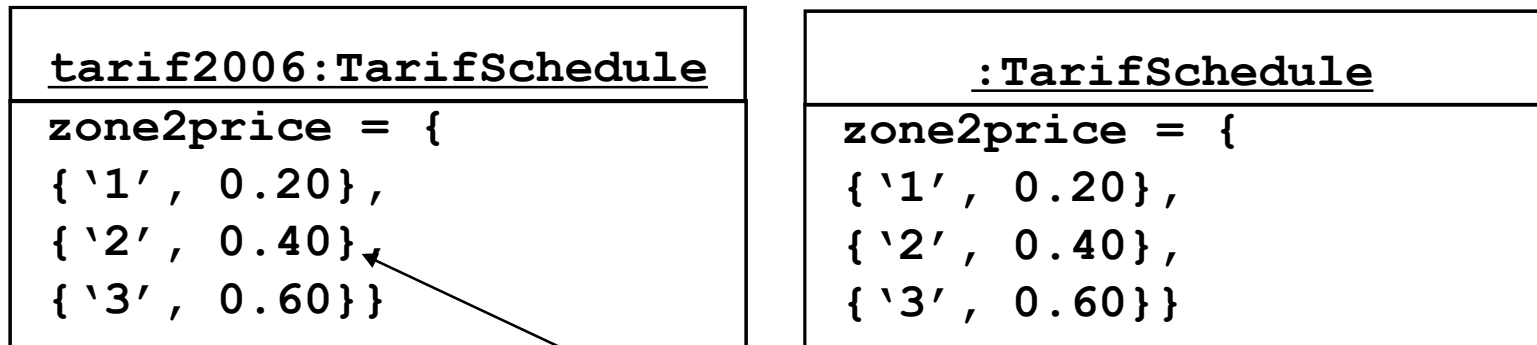 tarif2006:TarifSchedule
zone2price = {
{‘1’, 0.20},
{‘2’, 0.40},
{‘3’, 0.60}}
:TarifSchedule
zone2price = {
{‘1’, 0.20},
{‘2’, 0.40},
{‘3’, 0.60}}